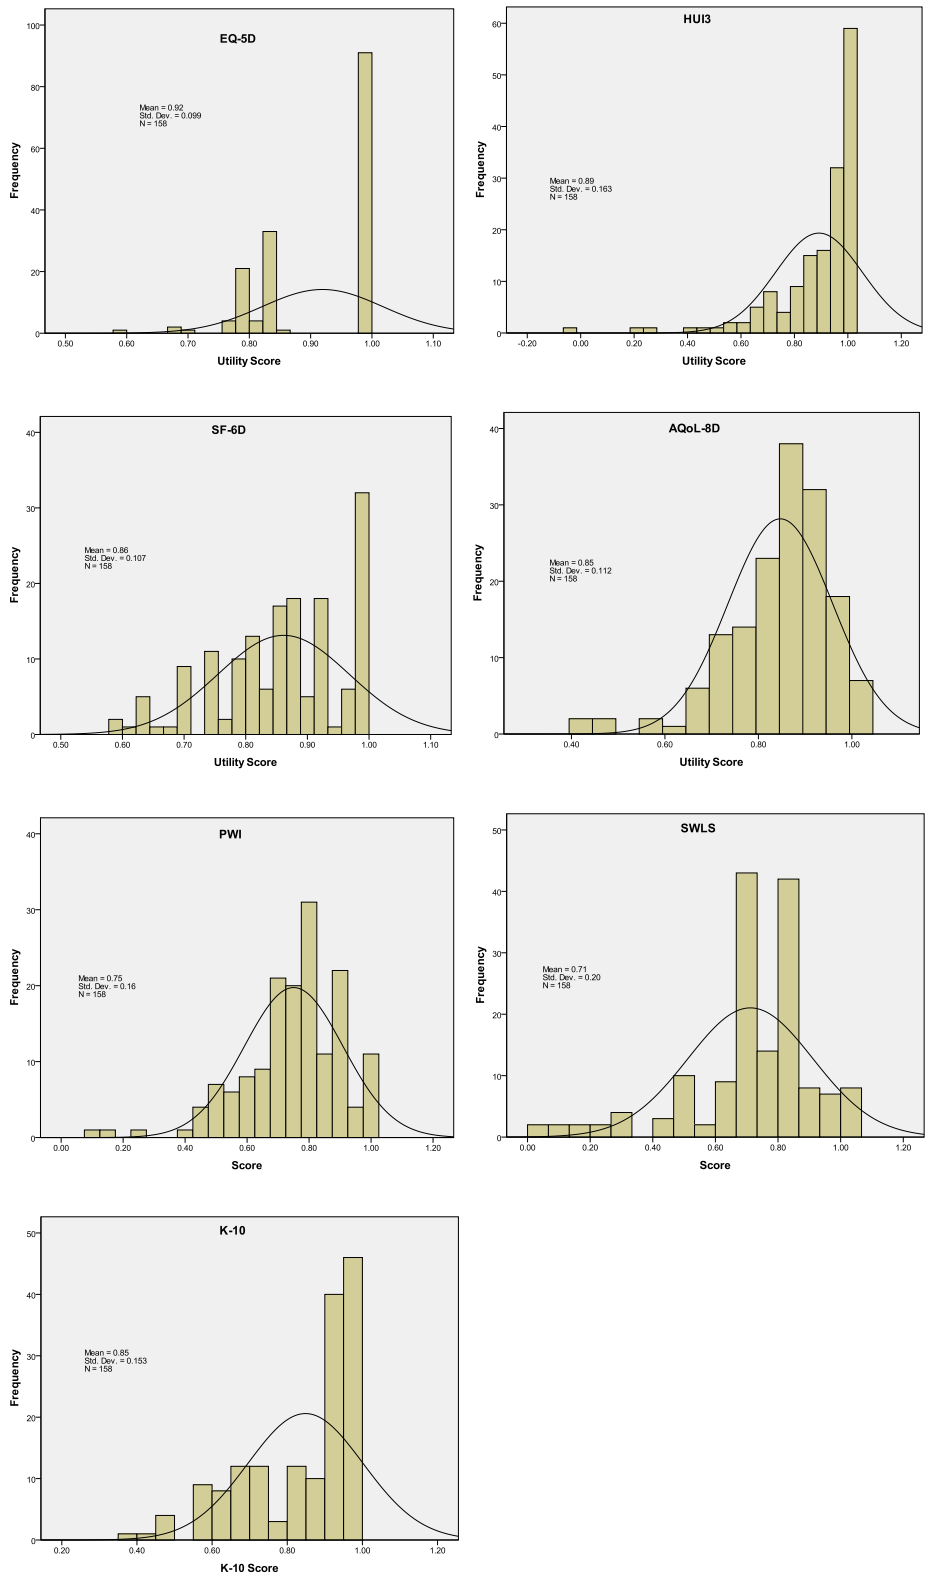 EQ-5D
Mean = 0.92
Std. Dev. = 0.099
N = 158
Frequency
100
80
60
40
20
0
0.50 0.60 0.70 0.80 0.90 1.00 1.10
Utility Score
HUI3
Mean = 0.89
Std. Dev. = 0.163
N = 158
Frequency
60
50
40
30
20
10
0
-0.20 0.00 0.20 0.40 0.60 0.80 1.00 1.20
Utility Score
SF-6D
Mean = 0.86
Std. Dev. = 0.107
N = 158
Frequency
40
30
20
10
0
0.50 0.60 0.70 0.80 0.90 1.00 1.10
Utility Score
AQoL-8D
Mean = 0.85
Std. Dev. = 0.112
N = 158
Frequency
40
30
20
10
0
0.40 0.60 0.80 1.00
Utility Score
PWI
Mean = 0.75
Std. Dev. = 0.16
N = 158
Frequency
40
30
20
10
0
0.00 0.20 0.40 0.60 0.80 1.00 1.20
Score
SWLS
Mean = 0.71
Std. Dev. = 0.20
N = 158
Frequency
50
40
30
20
10
0
0.00 0.20 0.40 0.60 0.80 1.00 1.20
Score
K-10
Mean = 0.85
Std. Dev. = 0.153
N = 158
Frequency
50
40
30
20
10
0
0.20 0.40 0.60 0.80 1.00 1.20
K-10 Score